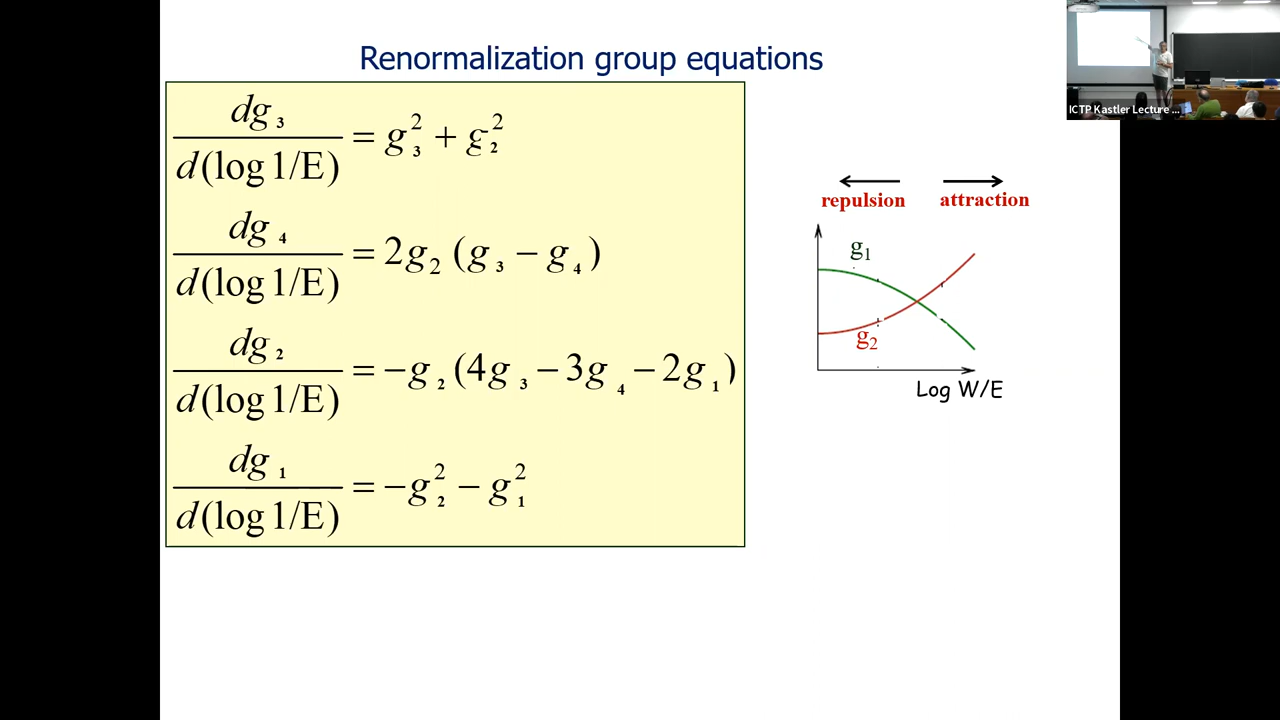 Renormalization group equations
ICTP Kastler Lecture ...
dg₃/d(log 1/E) = g₃² + g₂²
dg₄/d(log 1/E) = 2g₂ (g₃ − g₄)
dg₂/d(log 1/E) = −g₂ (4g₃ − 3g₄ − 2g₁)
dg₁/d(log 1/E) = −g₂² − g₁²
repulsion attraction
g₁
g₂
Log W/E